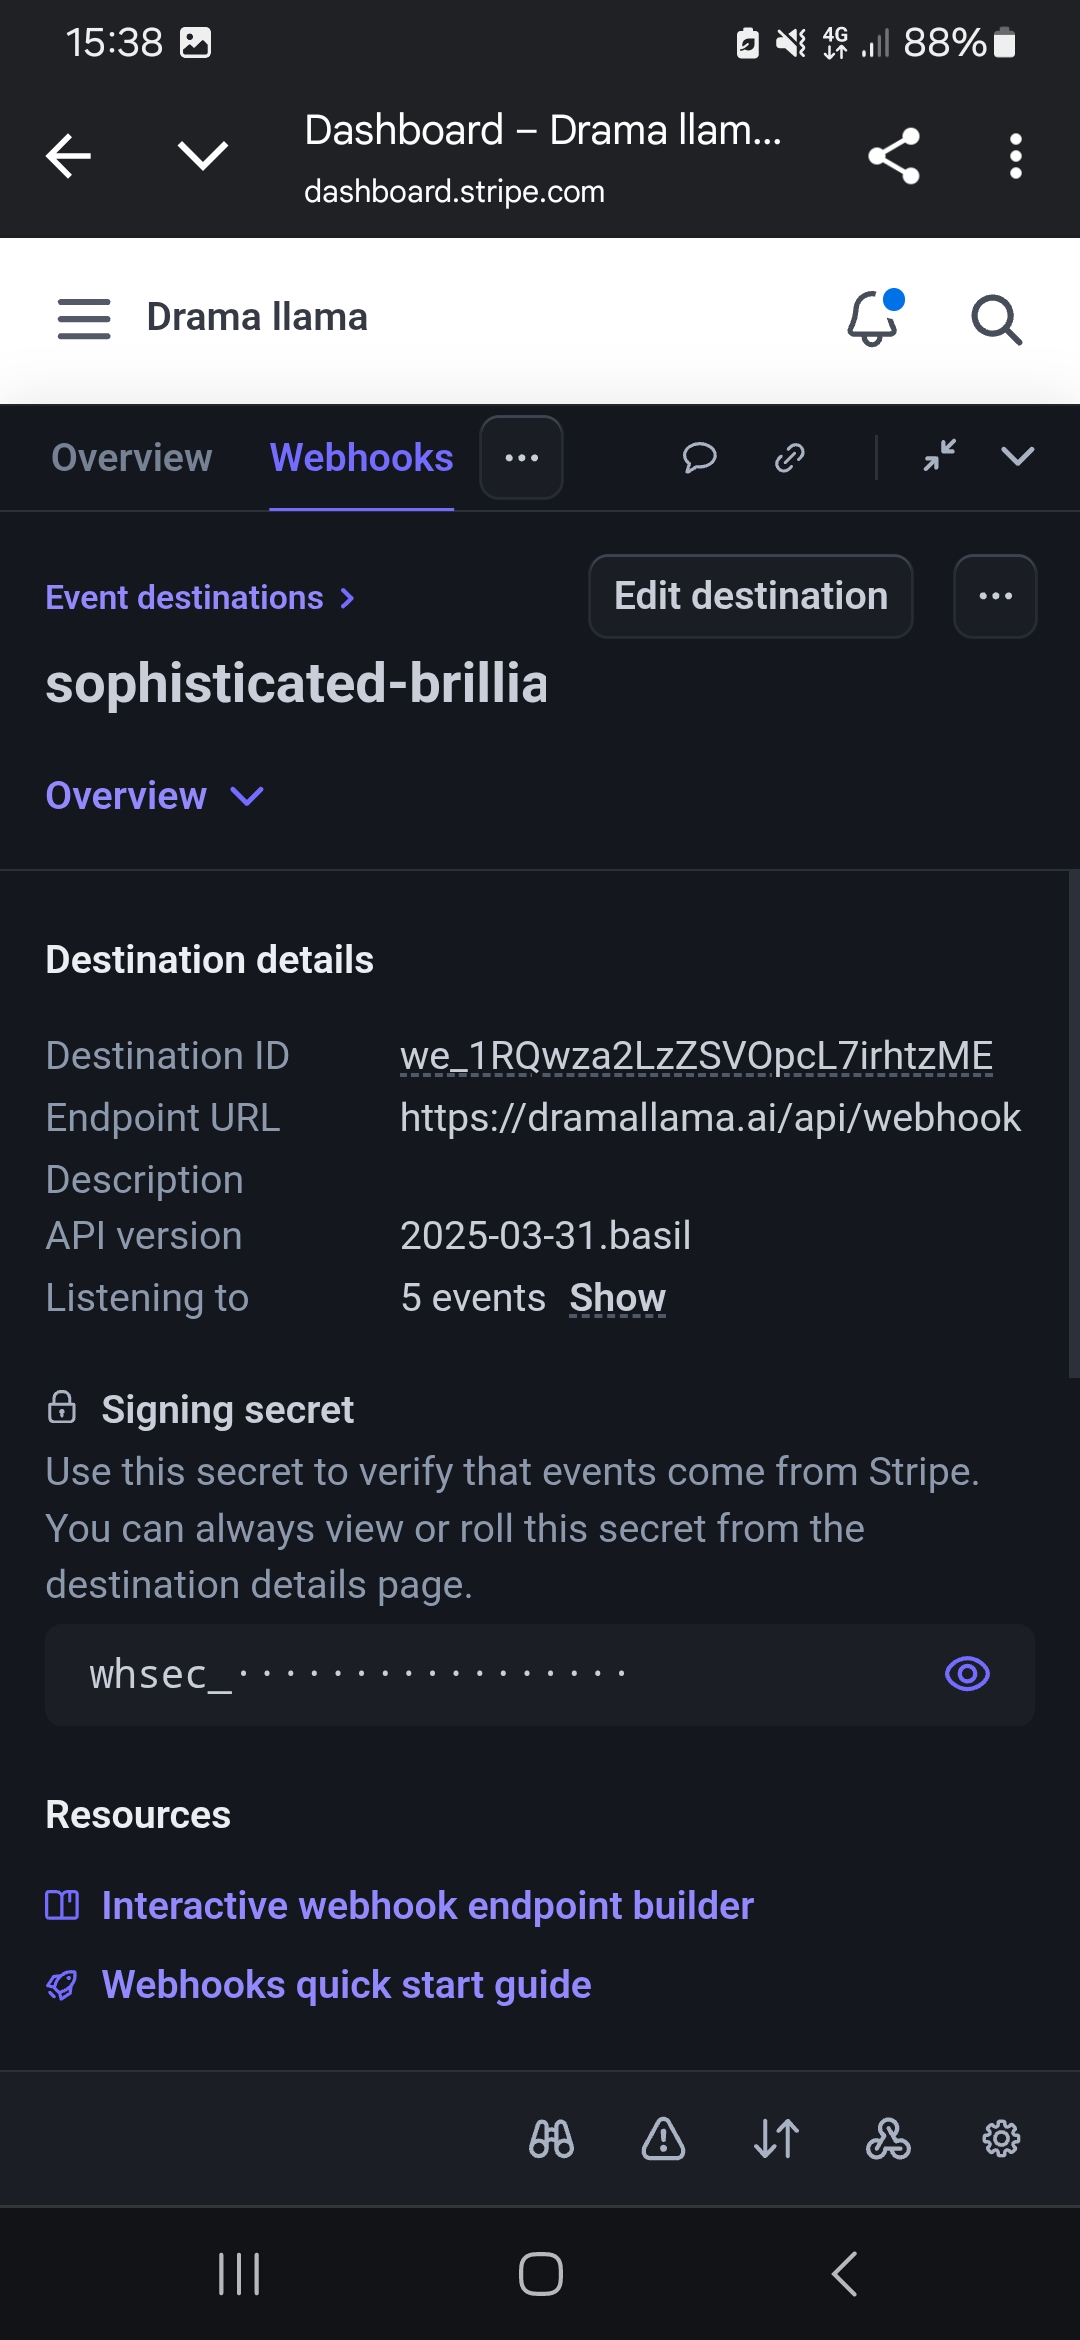 15:38
4G 88%
Dashboard – Drama llam...
dashboard.stripe.com
Drama llama
Overview Webhooks
Event destinations
Edit destination
sophisticated-brillia
Overview
Destination details
Destination ID we_1RQwza2LzZSVOpcL7irhtzME
Endpoint URL https://dramallama.ai/api/webhook
Description
API version 2025-03-31.basil
Listening to 5 events Show
Signing secret
Use this secret to verify that events come from Stripe.
You can always view or roll this secret from the
destination details page.
whsec_·················
Resources
Interactive webhook endpoint builder
Webhooks quick start guide